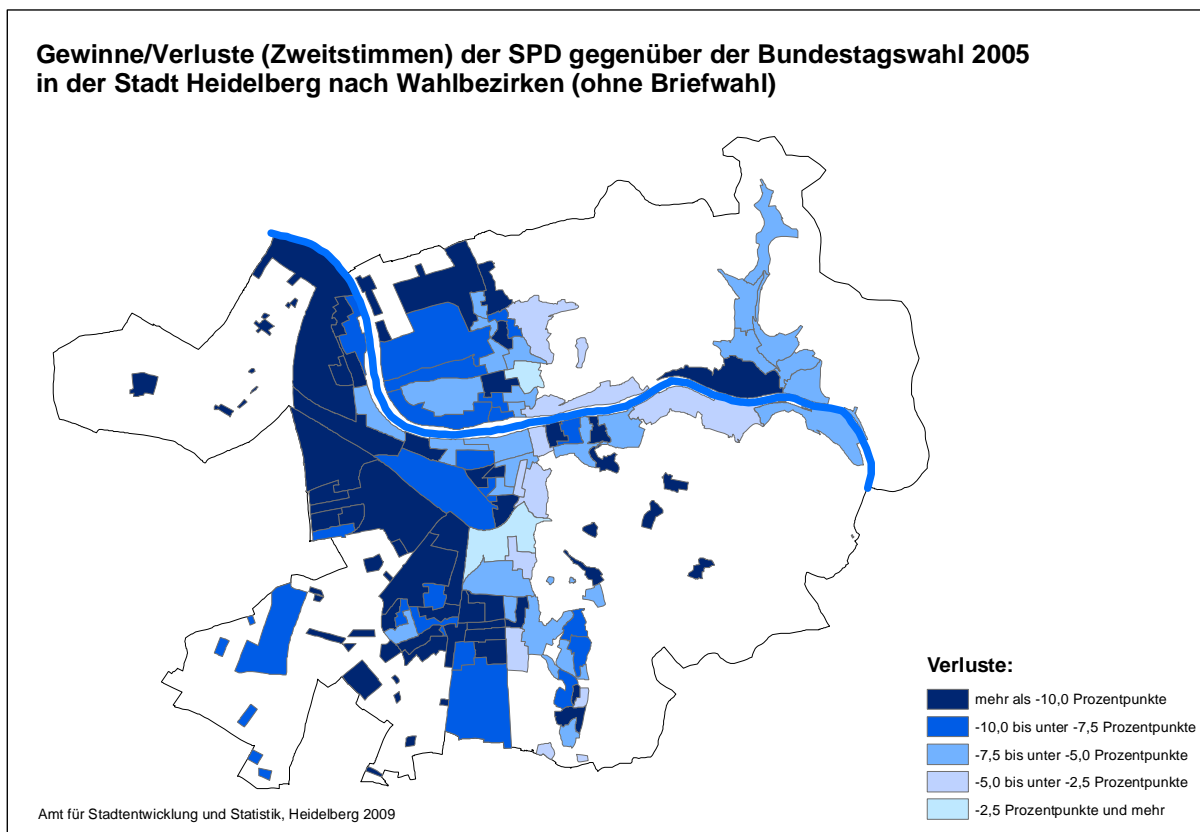 Gewinne/Verluste (Zweitstimmen) der SPD gegenüber der Bundestagswahl 2005
in der Stadt Heidelberg nach Wahlbezirken (ohne Briefwahl)
Verluste:
mehr als -10,0 Prozentpunkte
-10,0 bis unter -7,5 Prozentpunkte
-7,5 bis unter -5,0 Prozentpunkte
-5,0 bis unter -2,5 Prozentpunkte
-2,5 Prozentpunkte und mehr
Amt für Stadtentwicklung und Statistik, Heidelberg 2009